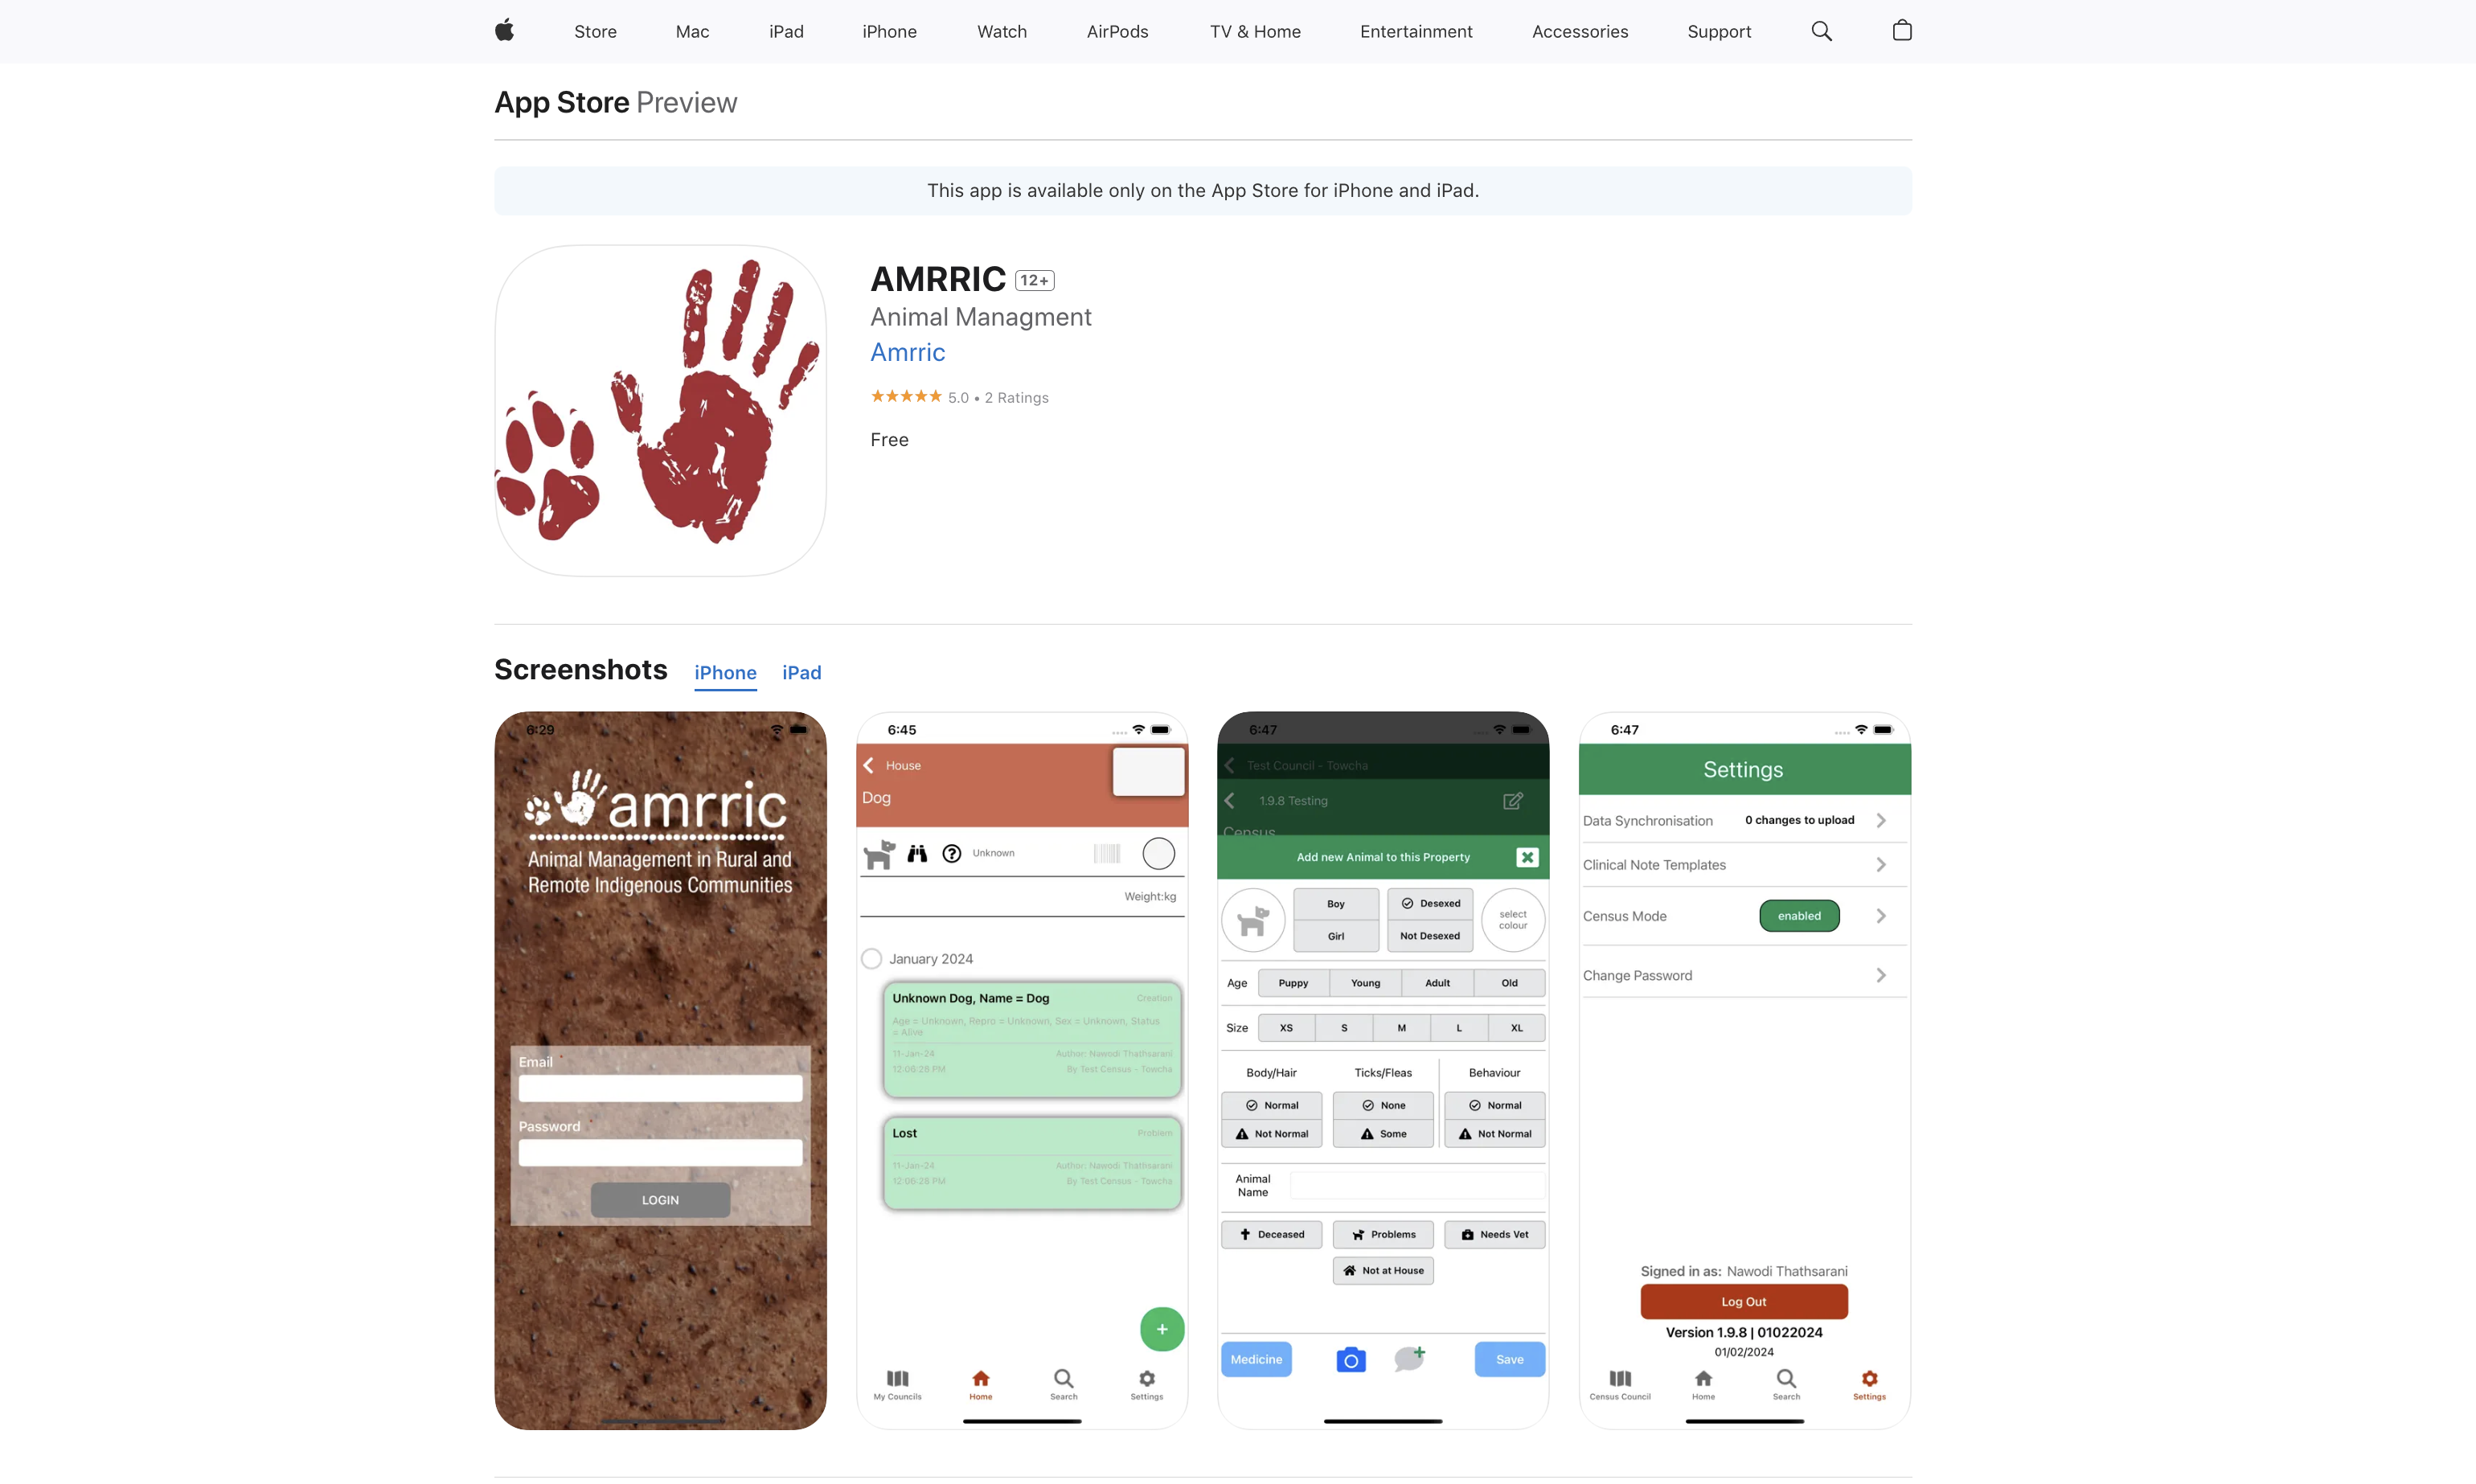 Store Mac iPad iPhone Watch AirPods TV & Home Entertainment Accessories Support
App Store Preview
This app is available only on the App Store for iPhone and iPad.
AMRRIC 12+
Animal Managment
Amrric
★★★★★ 5.0 • 2 Ratings
Free
Screenshots iPhone iPad
6:29
amrric
Animal Management in Rural and
Remote Indigenous Communities
Email *
Password *
LOGIN
6:45
House
Dog
Unknown
Weight:kg
January 2024
Unknown Dog, Name = Dog Creation
Age = Unknown, Repro = Unknown, Sex = Unknown, Status
= Alive
11-Jan-24 Author: Nawodi Thathsarani
12:06:28 PM By Test Census - Towcha
Lost Problem
11-Jan-24 Author: Nawodi Thathsarani
12:06:28 PM By Test Census - Towcha
+
My Councils Home Search Settings
6:47
Test Council - Towcha
1.9.8 Testing
Census
Add new Animal to this Property
Boy Desexed select
Girl Not Desexed colour
Age Puppy Young Adult Old
Size XS S M L XL
Body/Hair Ticks/Fleas Behaviour
Normal None Normal
Not Normal Some Not Normal
Animal
Name
Deceased Problems Needs Vet
Not at House
Medicine Save
6:47
Settings
Data Synchronisation 0 changes to upload
Clinical Note Templates
Census Mode enabled
Change Password
Signed in as: Nawodi Thathsarani
Log Out
Version 1.9.8 | 01022024
01/02/2024
Census Council Home Search Settings